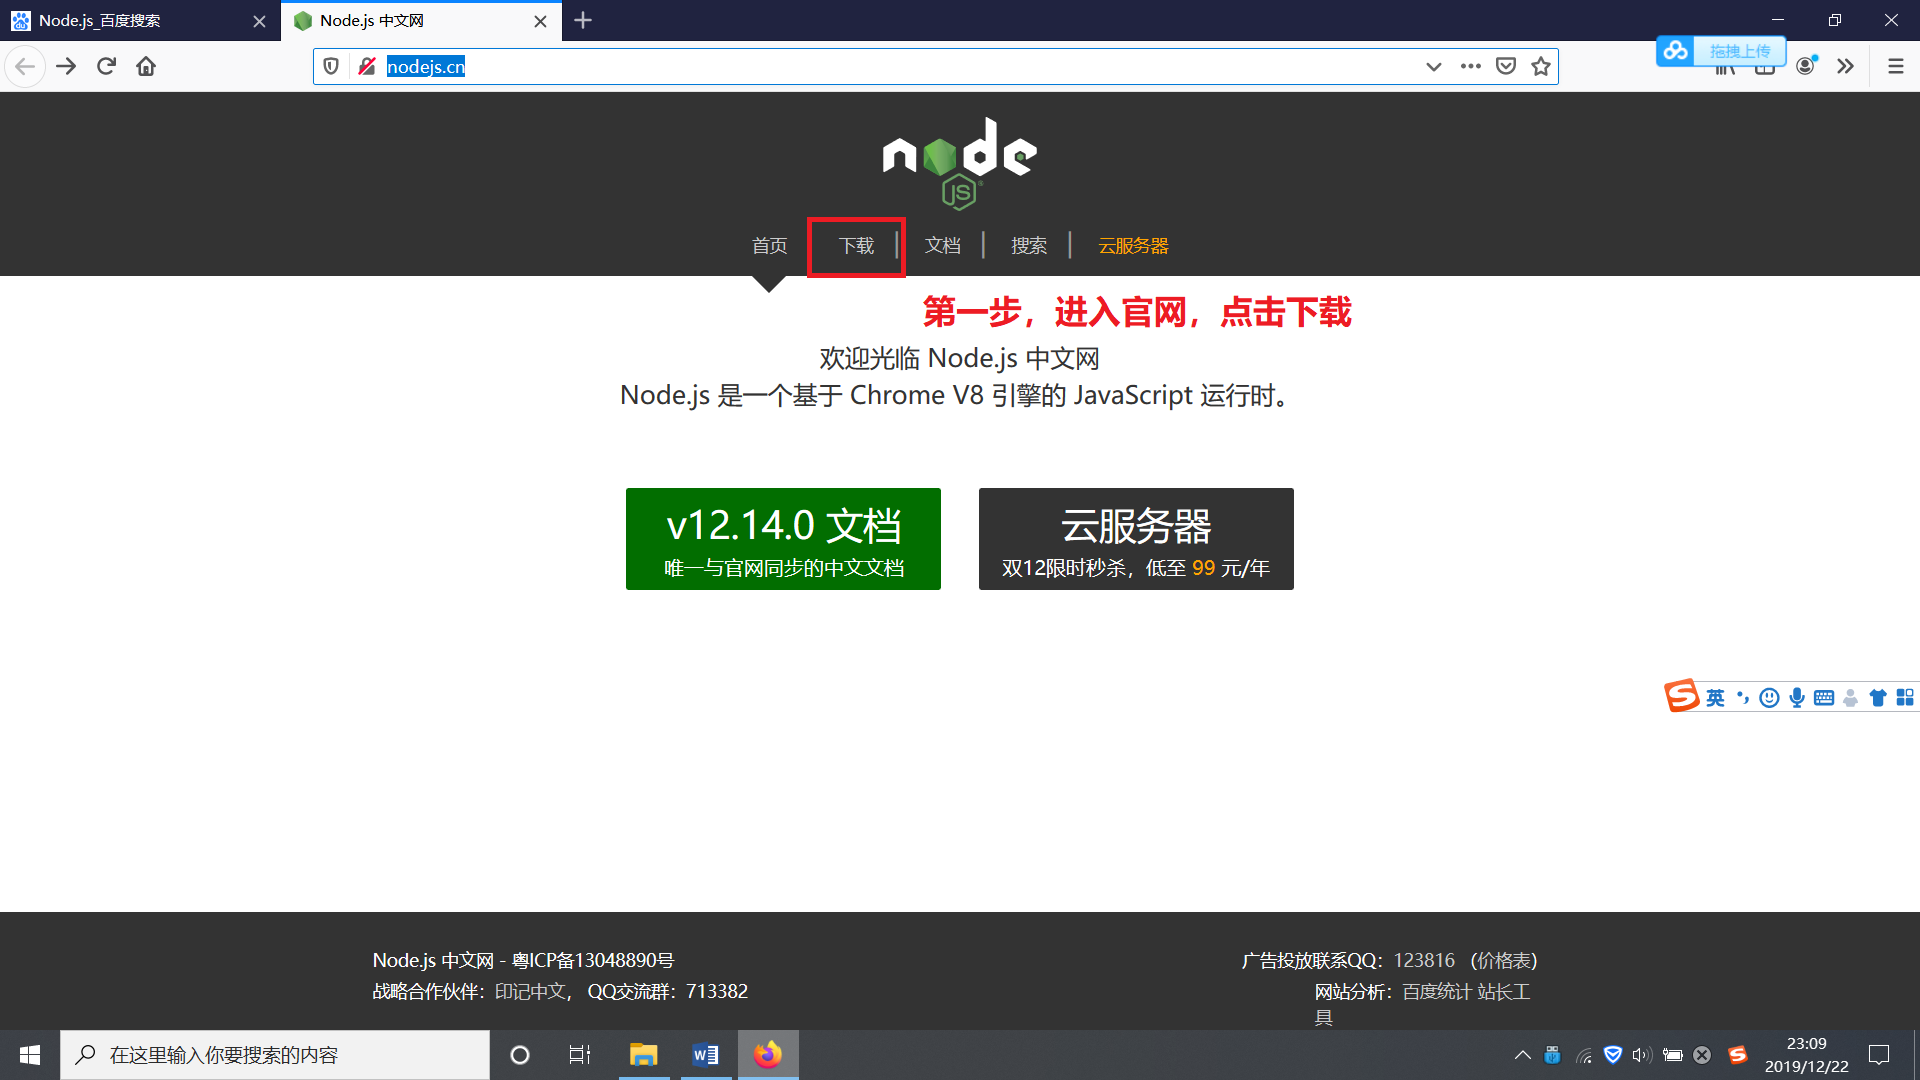 Node.js_百度搜索
Node.js 中文网
nodejs.cn
拖拽上传
node
JS
首页
下载
文档
搜索
云服务器
第一步，进入官网，点击下载
欢迎光临 Node.js 中文网
Node.js 是一个基于 Chrome V8 引擎的 JavaScript 运行时。
v12.14.0 文档
唯一与官网同步的中文文档
云服务器
双12限时秒杀，低至 99 元/年
英
Node.js 中文网 - 粤ICP备13048890号
战略合作伙伴：印记中文， QQ交流群：713382
广告投放联系QQ：123816 （价格表）
网站分析：百度统计 站长工
具
在这里输入你要搜索的内容
23:09
2019/12/22